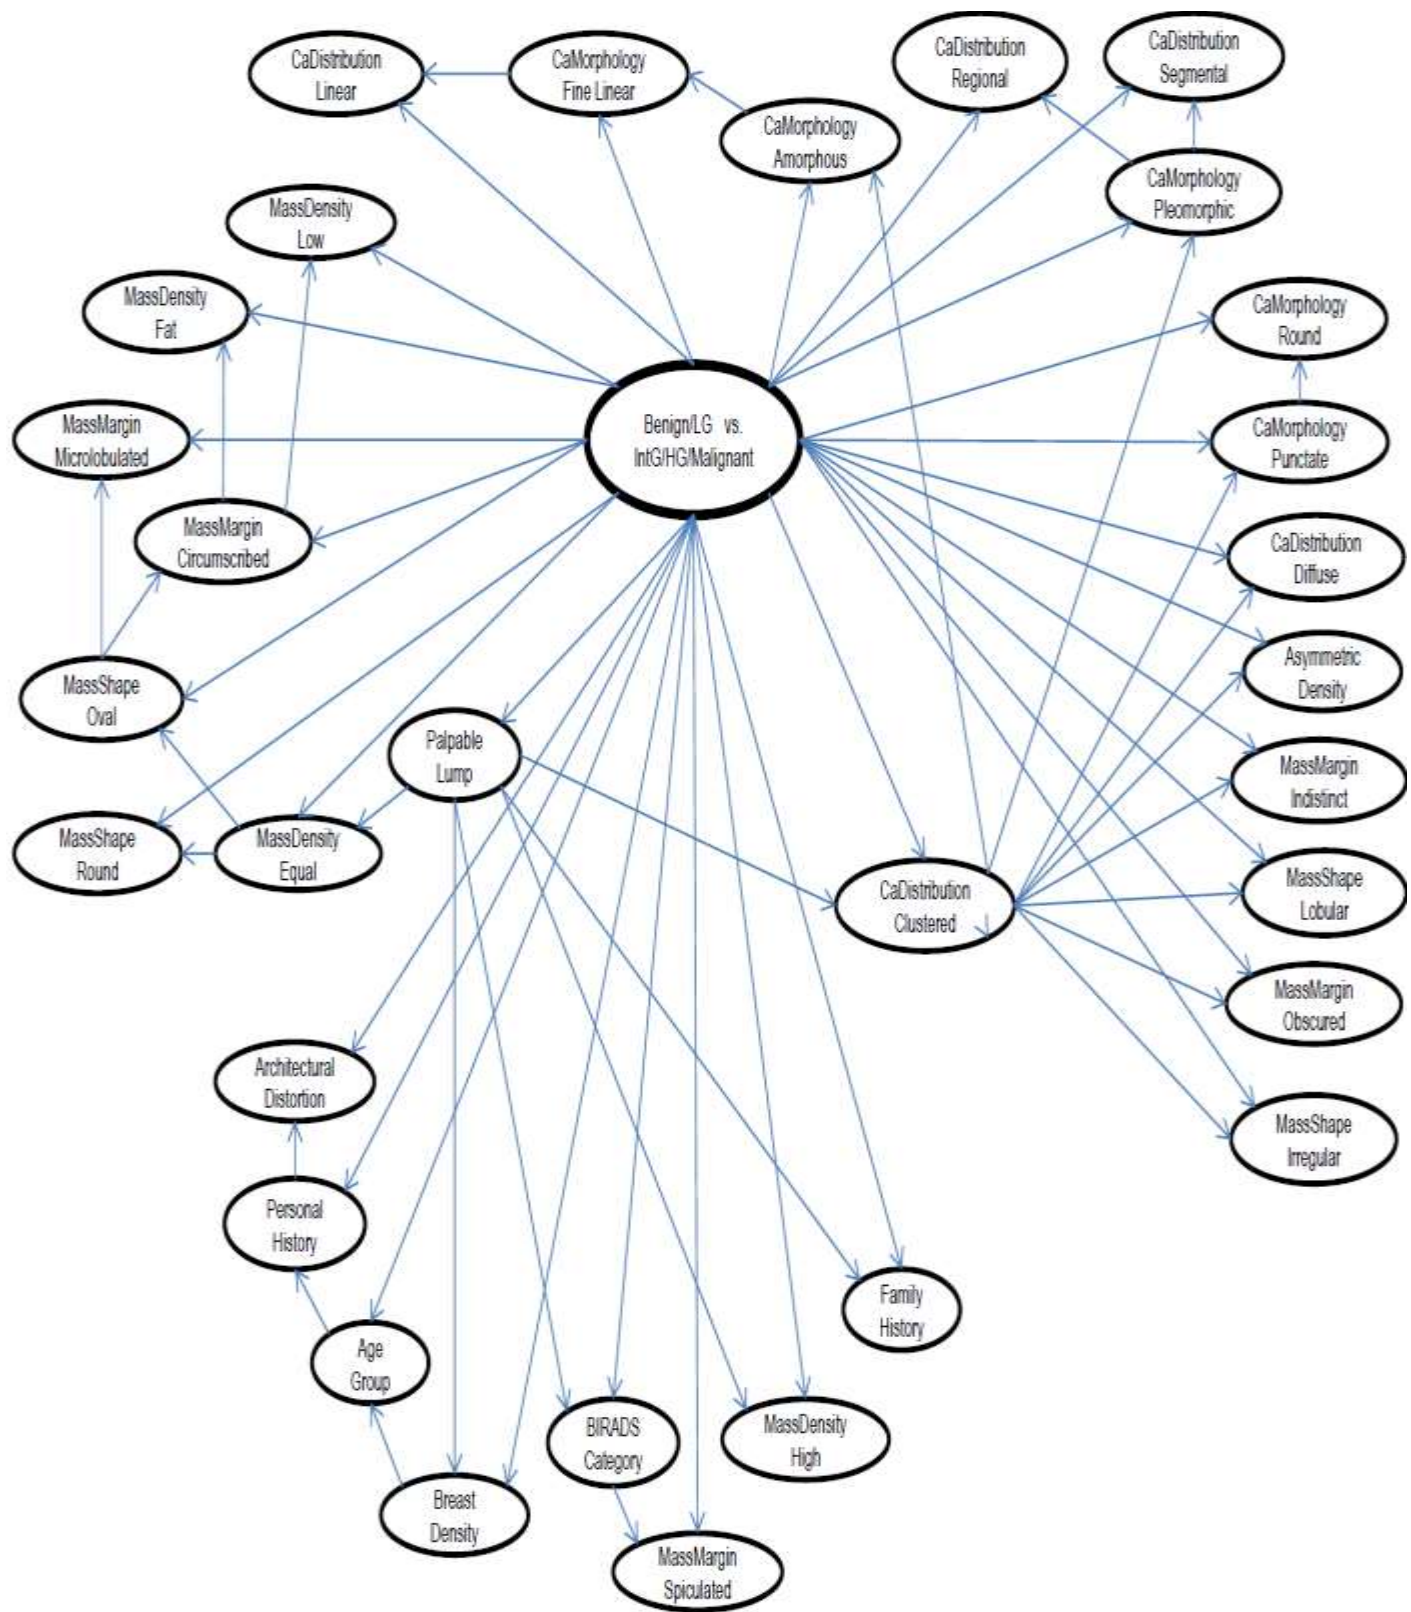 CaDistribution
Linear
CaMorphology
Fine Linear
CaMorphology
Amorphous
CaDistribution
Regional
CaDistribution
Segmental
CaMorphology
Pleomorphic
MassDensity
Low
MassDensity
Fat
CaMorphology
Round
MassMargin
Microlobulated
Benign/LG vs.
IntG/HG/Malignant
CaMorphology
Punctate
MassMargin
Circumscribed
CaDistribution
Diffuse
MassShape
Oval
Asymmetric
Density
Palpable
Lump
MassMargin
Indistinct
MassShape
Round
MassDensity
Equal
CaDistribution
Clustered
MassShape
Lobular
MassMargin
Obscured
Architectural
Distortion
MassShape
Irregular
Personal
History
Family
History
Age
Group
BIRADS
Category
MassDensity
High
Breast
Density
MassMargin
Spiculated